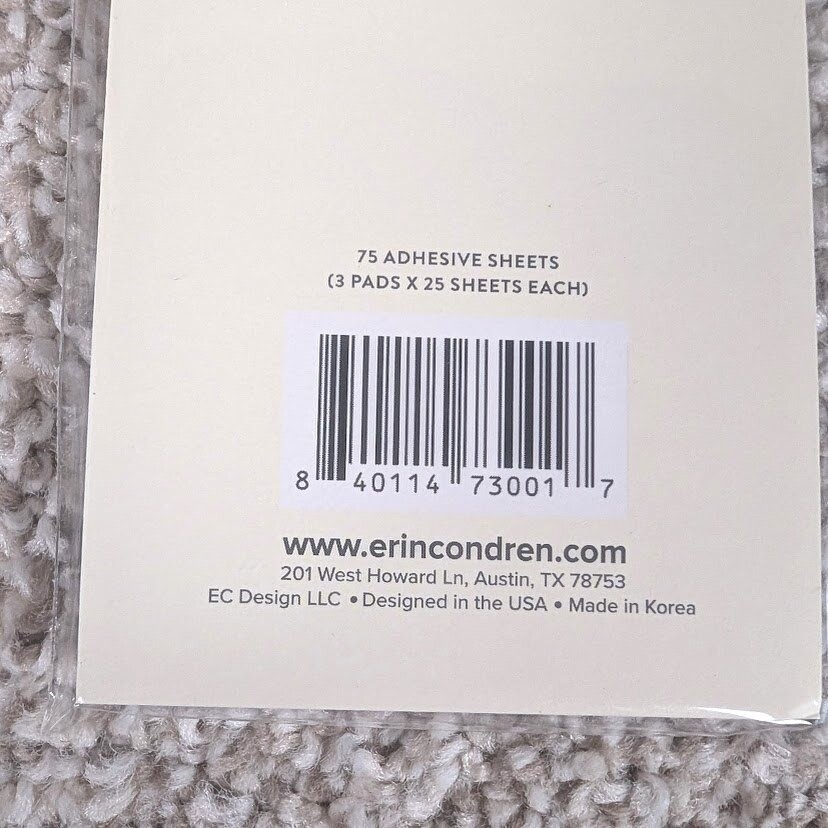 75 ADHESIVE SHEETS
(3 PADS X 25 SHEETS EACH)
8 40114 73001 7
www.erincondren.com
201 West Howard Ln, Austin, TX 78753
EC Design LLC • Designed in the USA • Made in Korea